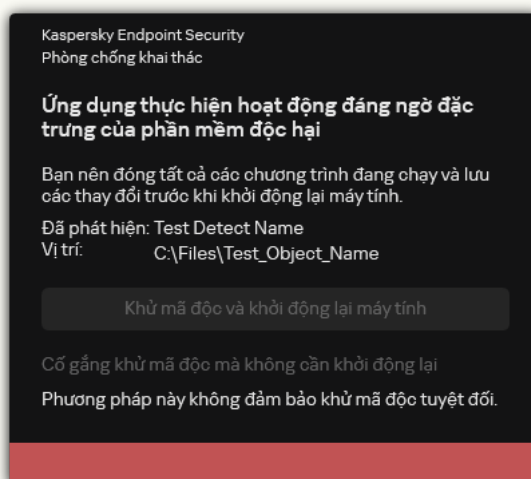 Kaspersky Endpoint Security
Phòng chống khai thác
Ứng dụng thực hiện hoạt động đáng ngờ đặc
trưng của phần mềm độc hại
Bạn nên đóng tất cả các chương trình đang chạy và lưu
các thay đổi trước khi khởi động lại máy tính.
Đã phát hiện: Test Detect Name
Vị trí: C:\Files\Test_Object_Name
Khử mã độc và khởi động lại máy tính
Cố gắng khử mã độc mà không cần khởi động lại
Phương pháp này không đảm bảo khử mã độc tuyệt đối.